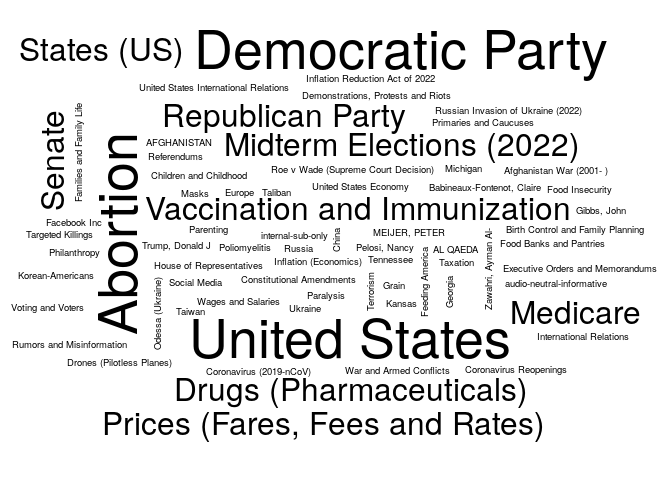 States (US)
Democratic Party
Inflation Reduction Act of 2022
United States International Relations
Demonstrations, Protests and Riots
Republican Party
Russian Invasion of Ukraine (2022)
Primaries and Caucuses
Senate
Families and Family Life
Abortion
AFGHANISTAN
Midterm Elections (2022)
Referendums
Roe v Wade (Supreme Court Decision)
Michigan
Afghanistan War (2001- )
Children and Childhood
Masks
Europe
Taliban
United States Economy
Babineaux-Fontenot, Claire
Food Insecurity
Vaccination and Immunization
Gibbs, John
Facebook Inc
Targeted Killings
Parenting
internal-sub-only
China
MEIJER, PETER
Birth Control and Family Planning
Philanthropy
Trump, Donald J
Poliomyelitis
Russia
Pelosi, Nancy
AL QAEDA
Zawahri, Ayman Al-
Food Banks and Pantries
House of Representatives
Inflation (Economics)
Tennessee
Feeding America
Taxation
Executive Orders and Memorandums
Korean-Americans
Odessa (Ukraine)
Social Media
Constitutional Amendments
Terrorism
Grain
Georgia
audio-neutral-informative
Voting and Voters
Wages and Salaries
Paralysis
Kansas
Taiwan
Ukraine
Medicare
United States
International Relations
Rumors and Misinformation
Drones (Pilotless Planes)
Coronavirus (2019-nCoV)
War and Armed Conflicts
Coronavirus Reopenings
Drugs (Pharmaceuticals)
Prices (Fares, Fees and Rates)